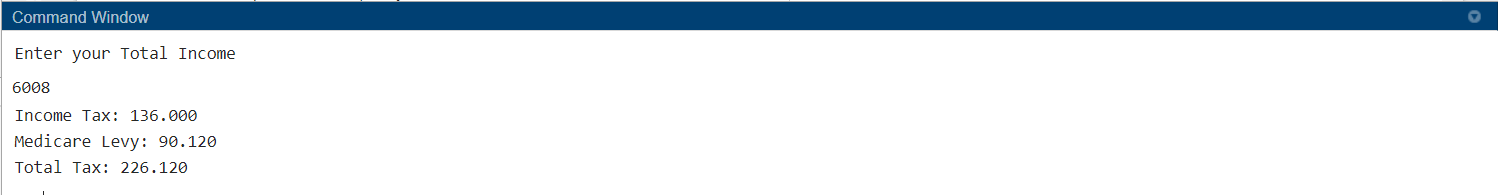 Command Window
Enter your Total Income
6008
Income Tax: 136.000
Medicare Levy: 90.120
Total Tax: 226.120